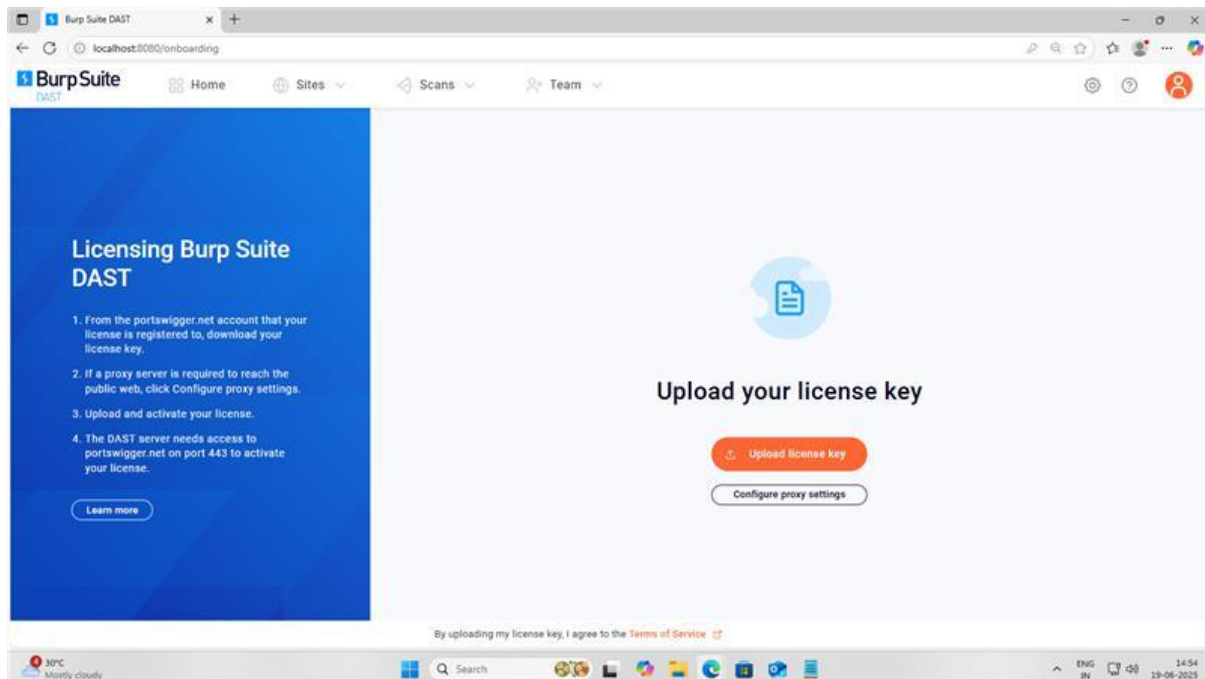 Burp Suite DAST
localhost:8080/onboarding
Burp Suite
DAST
Home
Sites
Scans
Team
Licensing Burp Suite
DAST
1. From the portswigger.net account that your
license is registered to, download your
license key.
2. If a proxy server is required to reach the
public web, click Configure proxy settings.
3. Upload and activate your license.
4. The DAST server needs access to
portswigger.net on port 443 to activate
your license.
Learn more
Upload your license key
Upload license key
Configure proxy settings
By uploading my license key, I agree to the Terms of Service
4
30°C
Mostly cloudy
Search
ENG
IN
14:54
19-06-2025